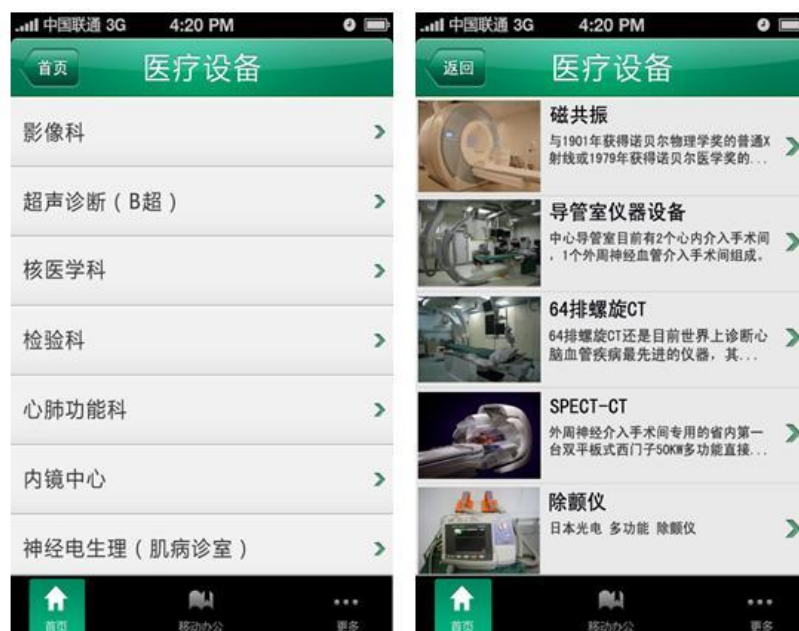 中国联通 3G 4:20 PM
首页
医疗设备
影像科
超声诊断（B超）
核医学科
检验科
心肺功能科
内镜中心
神经电生理（肌病诊室）
首页
移动办公
更多
中国联通 3G 4:20 PM
返回
医疗设备
磁共振
与1901年获得诺贝尔物理学奖的普通X
射线或1979年获得诺贝尔医学奖的...
导管室仪器设备
中心导管室目前有2个心内介入手术间
，1个外周神经血管介入手术间组成。
64排螺旋CT
64排螺旋CT还是目前世界上诊断心
脑血管疾病最先进的仪器，其...
SPECT-CT
外周神经介入手术间专用的省内第一
台双平板式西门子50KW多功能直接...
除颤仪
日本光电 多功能 除颤仪
首页
移动办公
更多